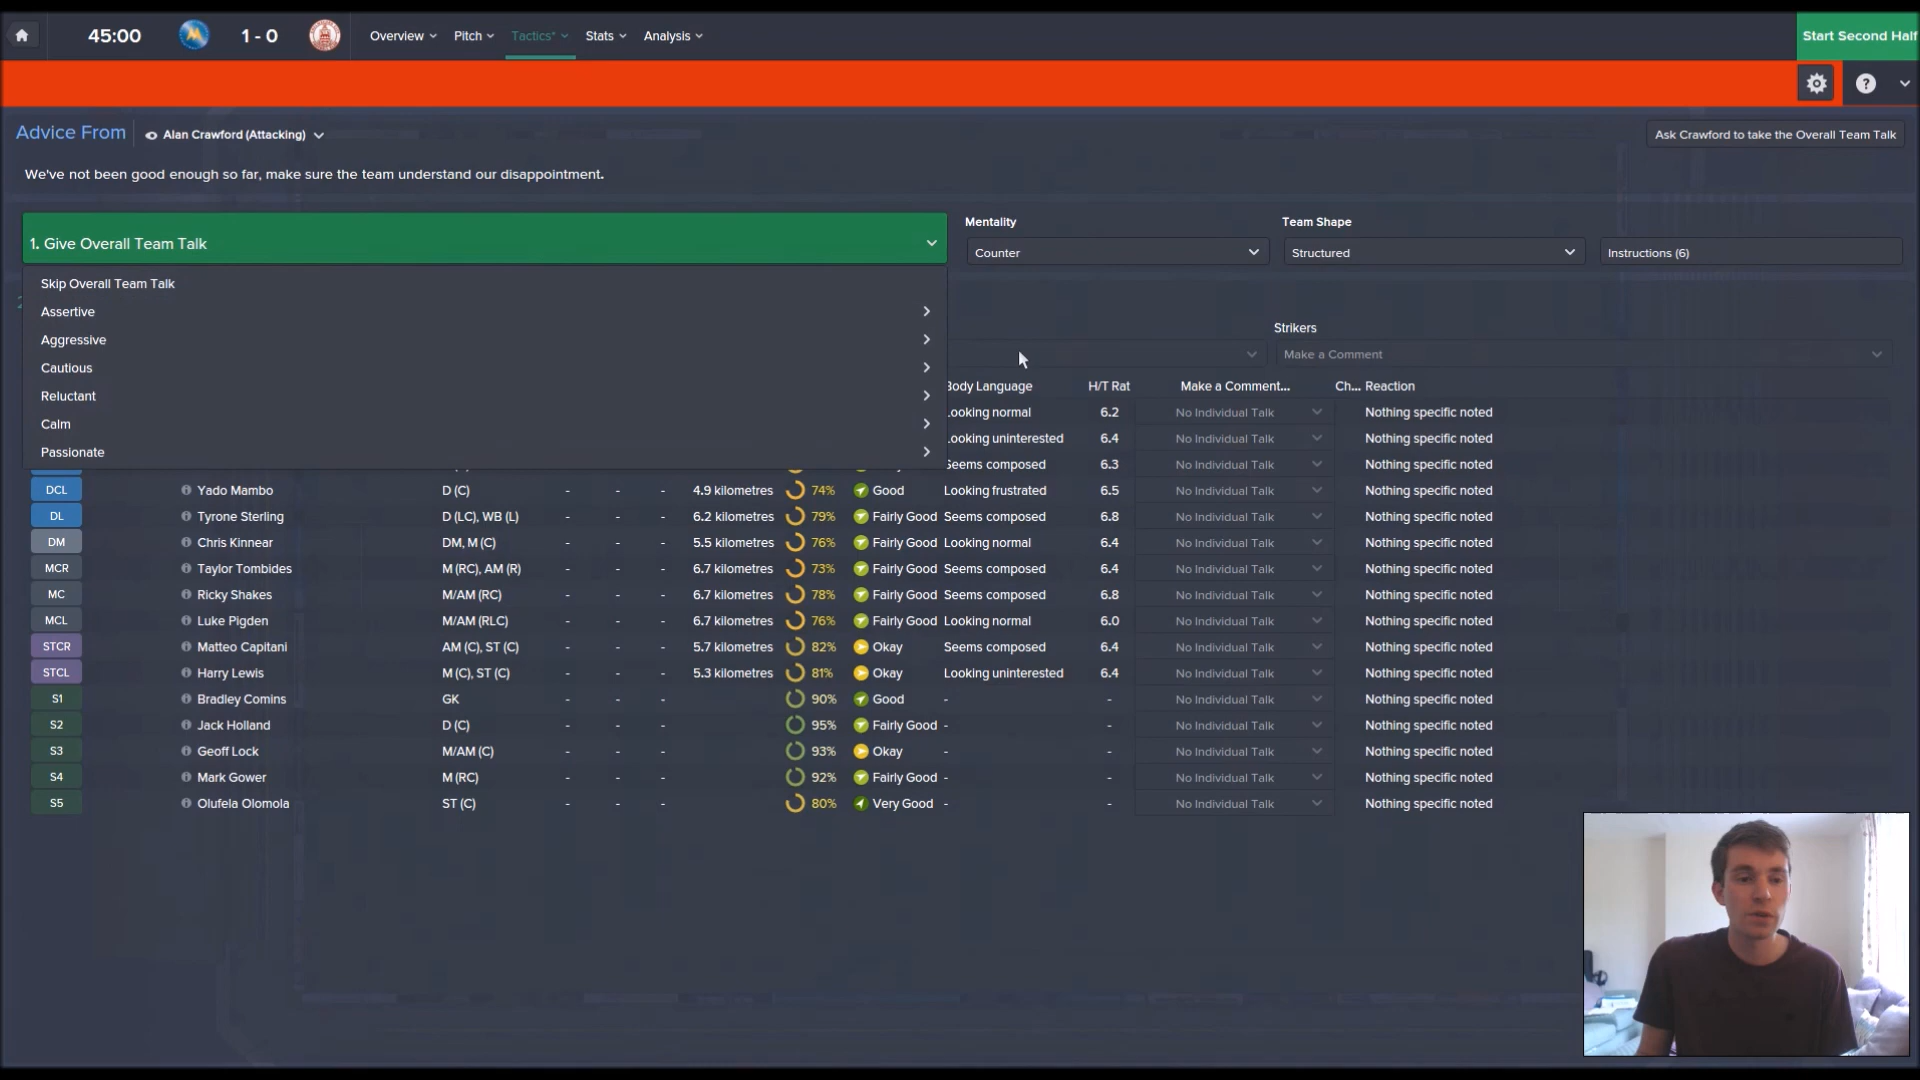 45:00 1 - 0 Overview Pitch Tactics* Stats Analysis Start Second Half
?
Advice From Alan Crawford (Attacking) Ask Crawford to take the Overall Team Talk
We've not been good enough so far, make sure the team understand our disappointment.
Mentality Team Shape
1. Give Overall Team Talk Counter Structured Instructions (6)
Skip Overall Team Talk
Assertive
Strikers
Aggressive
Make a Comment
Cautious
Body Language H/T Rat Make a Comment... Ch... Reaction
Reluctant
Looking normal 6.2 No Individual Talk Nothing specific noted
Calm
Looking uninterested 6.4 No Individual Talk Nothing specific noted
Passionate
Seems composed 6.3 No Individual Talk Nothing specific noted
DCL Yado Mambo D (C) - - - 4.9 kilometres 74% Good Looking frustrated 6.5 No Individual Talk Nothing specific noted
DL Tyrone Sterling D (LC), WB (L) - - - 6.2 kilometres 79% Fairly Good Seems composed 6.8 No Individual Talk Nothing specific noted
DM Chris Kinnear DM, M (C) - - - 5.5 kilometres 76% Fairly Good Looking normal 6.4 No Individual Talk Nothing specific noted
MCR Taylor Tombides M (RC), AM (R) - - - 6.7 kilometres 73% Fairly Good Seems composed 6.4 No Individual Talk Nothing specific noted
MC Ricky Shakes M/AM (RC) - - - 6.7 kilometres 78% Fairly Good Seems composed 6.8 No Individual Talk Nothing specific noted
MCL Luke Pigden M/AM (RLC) - - - 6.7 kilometres 76% Fairly Good Looking normal 6.0 No Individual Talk Nothing specific noted
STCR Matteo Capitani AM (C), ST (C) - - - 5.7 kilometres 82% Okay Seems composed 6.4 No Individual Talk Nothing specific noted
STCL Harry Lewis M (C), ST (C) - - - 5.3 kilometres 81% Okay Looking uninterested 6.4 No Individual Talk Nothing specific noted
S1 Bradley Comins GK - - - 90% Good - - No Individual Talk Nothing specific noted
S2 Jack Holland D (C) - - - 95% Fairly Good - - No Individual Talk Nothing specific noted
S3 Geoff Lock M/AM (C) - - - 93% Okay - - No Individual Talk Nothing specific noted
S4 Mark Gower M (RC) - - - 92% Fairly Good - - No Individual Talk Nothing specific noted
S5 Olufela Olomola ST (C) - - - 80% Very Good - - No Individual Talk Nothing specific noted